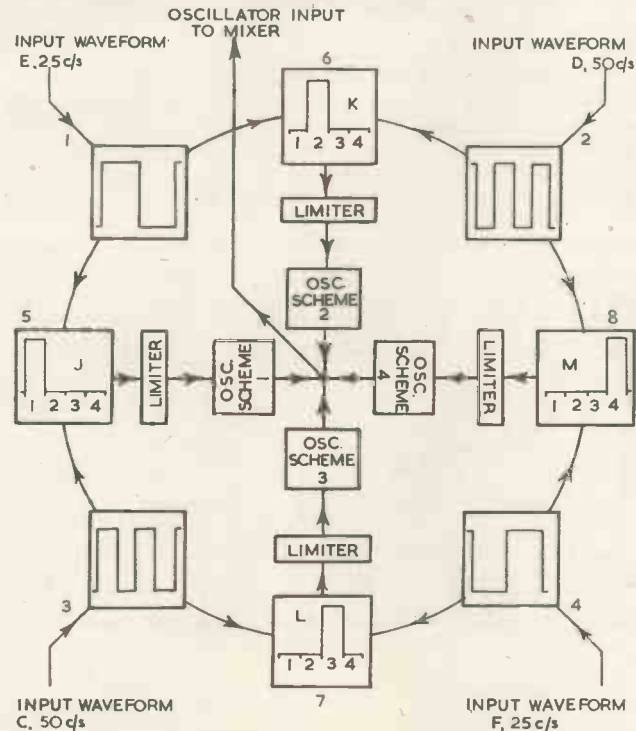 OSCILLATOR INPUT
TO MIXER
INPUT WAVEFORM
E, 25 c/s
INPUT WAVEFORM
D, 50 c/s
6
K
1 2 3 4
1
2
LIMITER
OSC.
SCHEME
2
5
J
1 2 3 4
LIMITER
OSC.
SCHEME
1
OSC.
SCHEME
4
LIMITER
8
M
1 2 3 4
OSC.
SCHEME
3
LIMITER
3
4
L
1 2 3 4
7
INPUT WAVEFORM
C, 50 c/s
INPUT WAVEFORM
F, 25 c/s